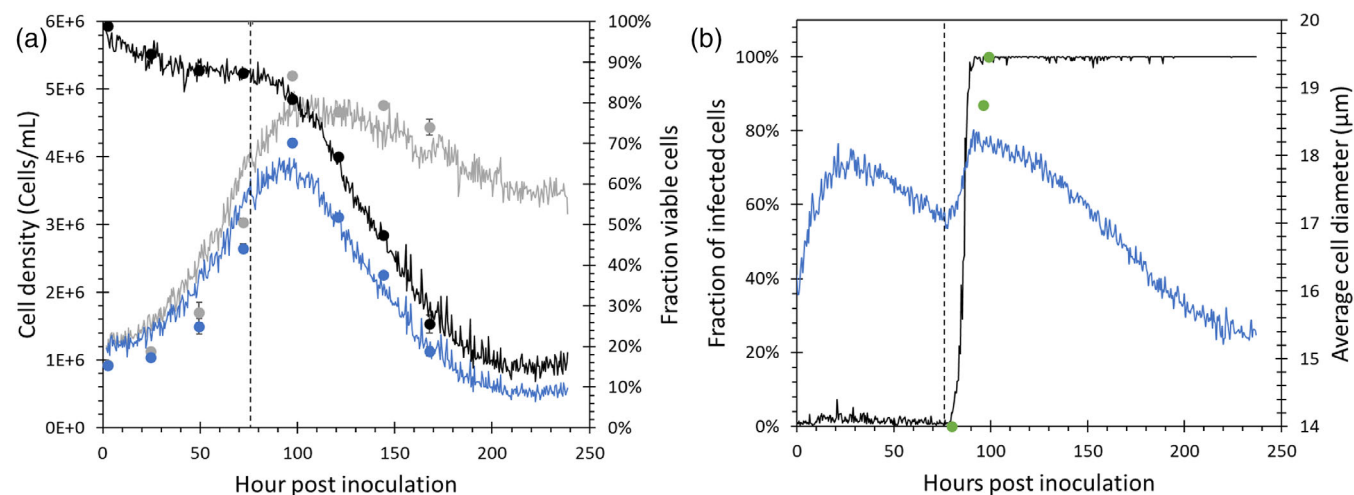 (a)
Cell density (Cells/mL)
6E+6
5E+6
4E+6
3E+6
2E+6
1E+6
0E+0
100%
90%
80%
70%
60%
50%
40%
30%
20%
10%
0%
Fraction viable cells
0 50 100 150 200 250
Hour post inoculation
(b)
Fraction of infected cells
100%
80%
60%
40%
20%
0%
20
19
18
17
16
15
14
Average cell diameter (µm)
0 50 100 150 200 250
Hours post inoculation